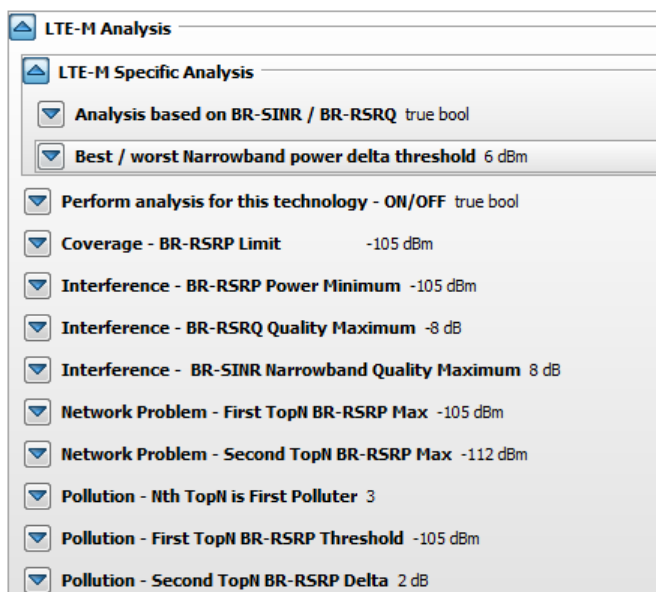 LTE-M Analysis
LTE-M Specific Analysis
Analysis based on BR-SINR / BR-RSRQ true bool
Best / worst Narrowband power delta threshold 6 dBm
Perform analysis for this technology - ON/OFF true bool
Coverage - BR-RSRP Limit -105 dBm
Interference - BR-RSRP Power Minimum -105 dBm
Interference - BR-RSRQ Quality Maximum -8 dB
Interference - BR-SINR Narrowband Quality Maximum 8 dB
Network Problem - First TopN BR-RSRP Max -105 dBm
Network Problem - Second TopN BR-RSRP Max -112 dBm
Pollution - Nth TopN is First Polluter 3
Pollution - First TopN BR-RSRP Threshold -105 dBm
Pollution - Second TopN BR-RSRP Delta 2 dB